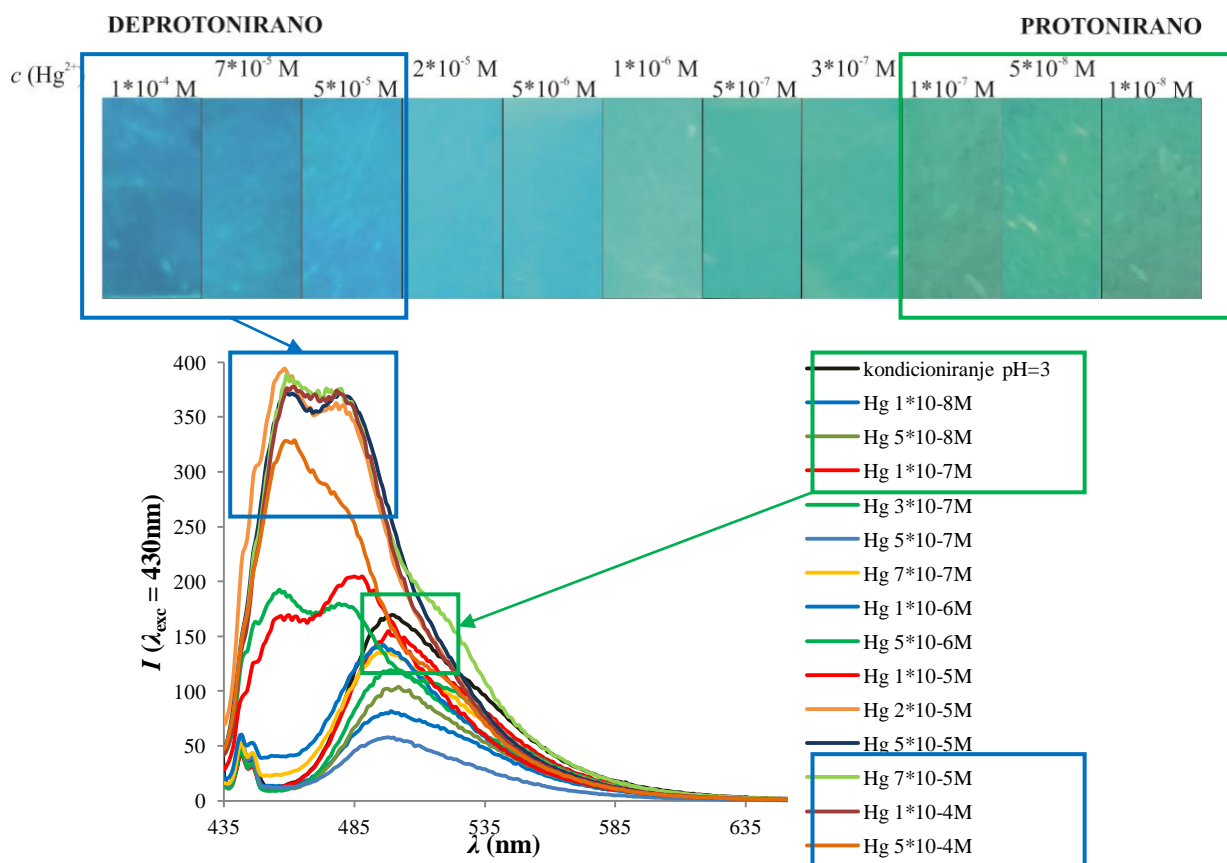 DEPROTONIRANO
PROTONIRANO
c (Hg²⁺)
1*10⁻⁴ M
7*10⁻⁵ M
5*10⁻⁵ M
2*10⁻⁵ M
5*10⁻⁶ M
1*10⁻⁶ M
5*10⁻⁷ M
3*10⁻⁷ M
1*10⁻⁷ M
5*10⁻⁸ M
1*10⁻⁸ M
400
350
300
250
200
150
100
50
0
I (λexc = 430nm)
435
485
535
585
635
λ (nm)
kondicioniranje pH=3
Hg 1*10-8M
Hg 5*10-8M
Hg 1*10-7M
Hg 3*10-7M
Hg 5*10-7M
Hg 7*10-7M
Hg 1*10-6M
Hg 5*10-6M
Hg 1*10-5M
Hg 2*10-5M
Hg 5*10-5M
Hg 7*10-5M
Hg 1*10-4M
Hg 5*10-4M